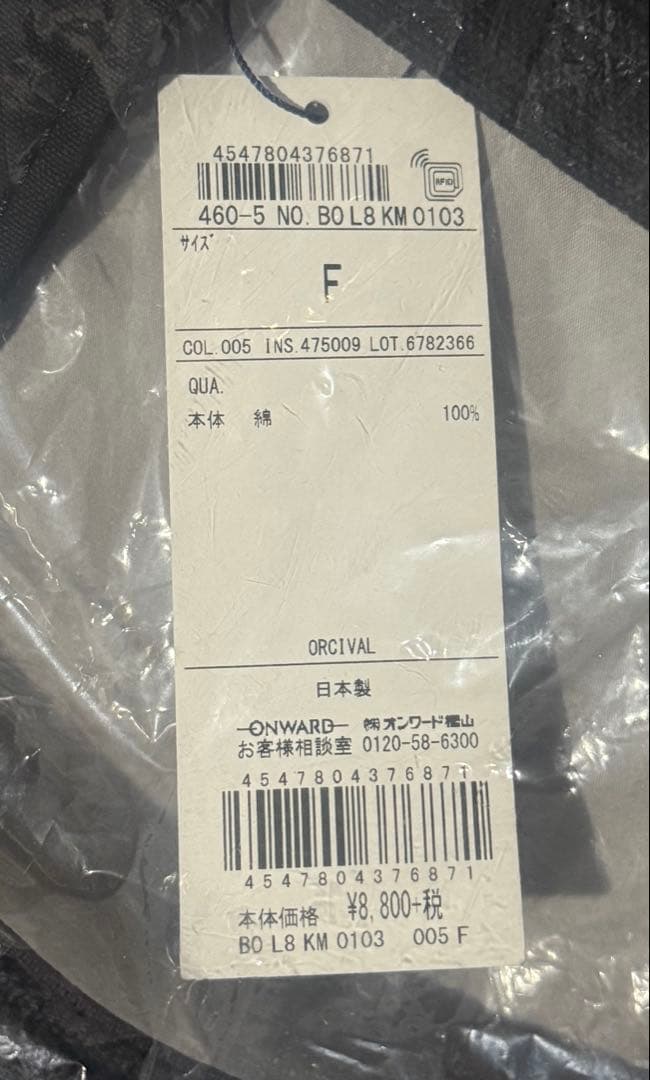 4547804376871
RFID
460-5 NO. BO L8 KM 0103
サイズ
F
COL.005 INS.475009 LOT.6782366
QUA.
本体 綿 100%
ORCIVAL
日本製
ONWARD ㈱オンワード樫山
お客様相談室 0120-58-6300
4547804376871
4547804376871
本体価格 ¥8,800+税
BO L8 KM 0103 005 F